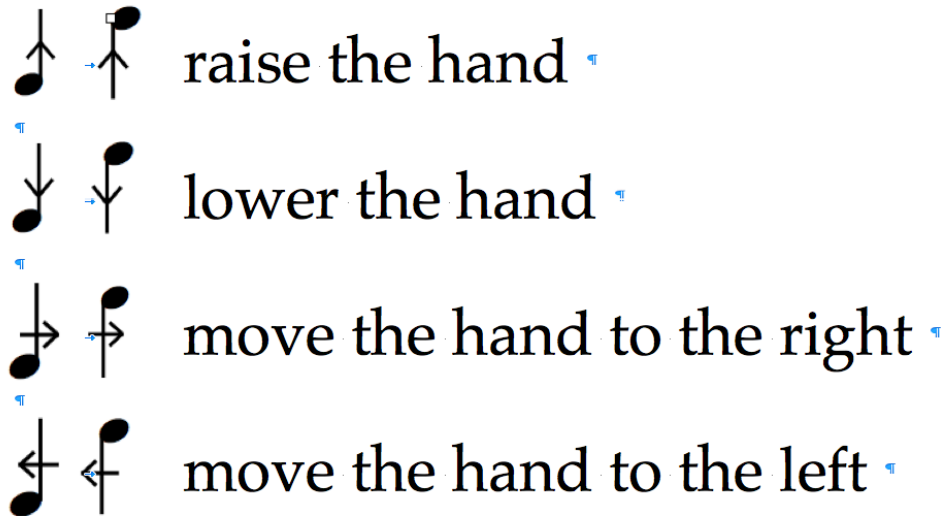 raise the hand
lower the hand
move the hand to the right
move the hand to the left